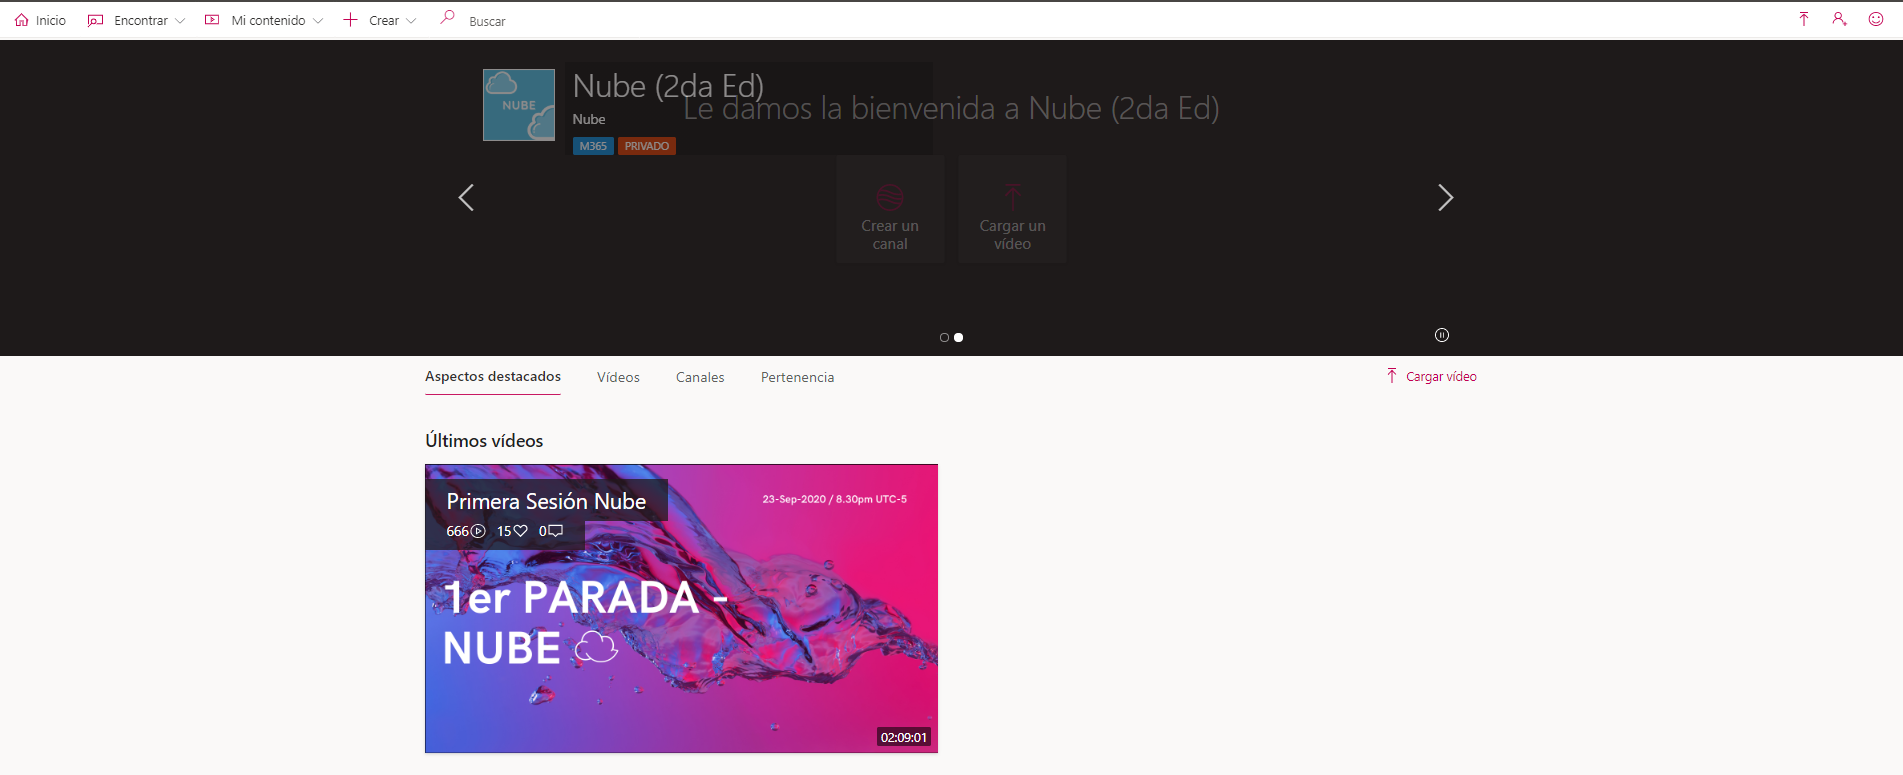 Inicio Encontrar Mi contenido Crear Buscar
NUBE
Nube (2da Ed)
Le damos la bienvenida a Nube (2da Ed)
Nube
M365 PRIVADO
Crear un canal
Cargar un vídeo
Aspectos destacados Vídeos Canales Pertenencia Cargar vídeo
Últimos vídeos
Primera Sesión Nube
23-Sep-2020 / 8.30pm UTC-5
666 15 0
1er PARADA -
NUBE
02:09:01